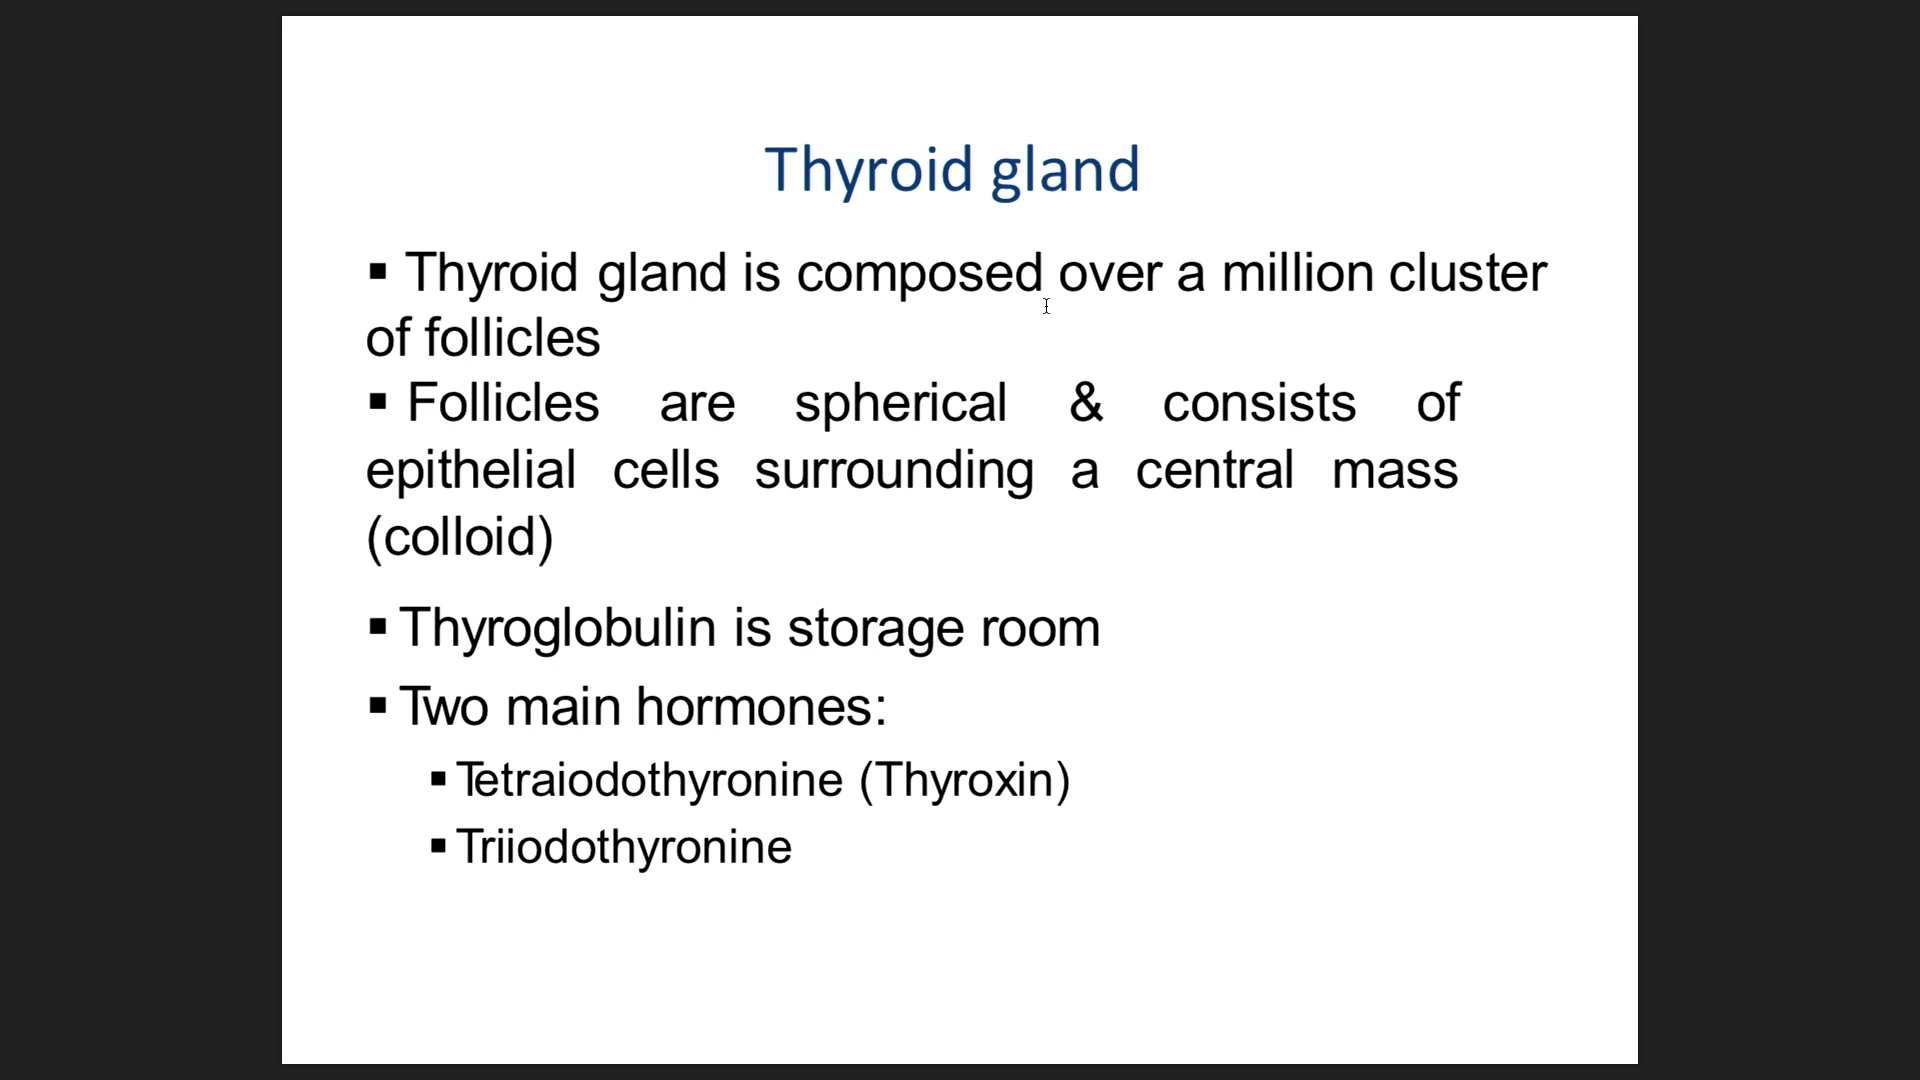 Thyroid gland
▪ Thyroid gland is composed over a million cluster
of follicles
▪ Follicles are spherical & consists of
epithelial cells surrounding a central mass
(colloid)
▪ Thyroglobulin is storage room
▪ Two main hormones:
▪ Tetraiodothyronine (Thyroxin)
▪ Triiodothyronine